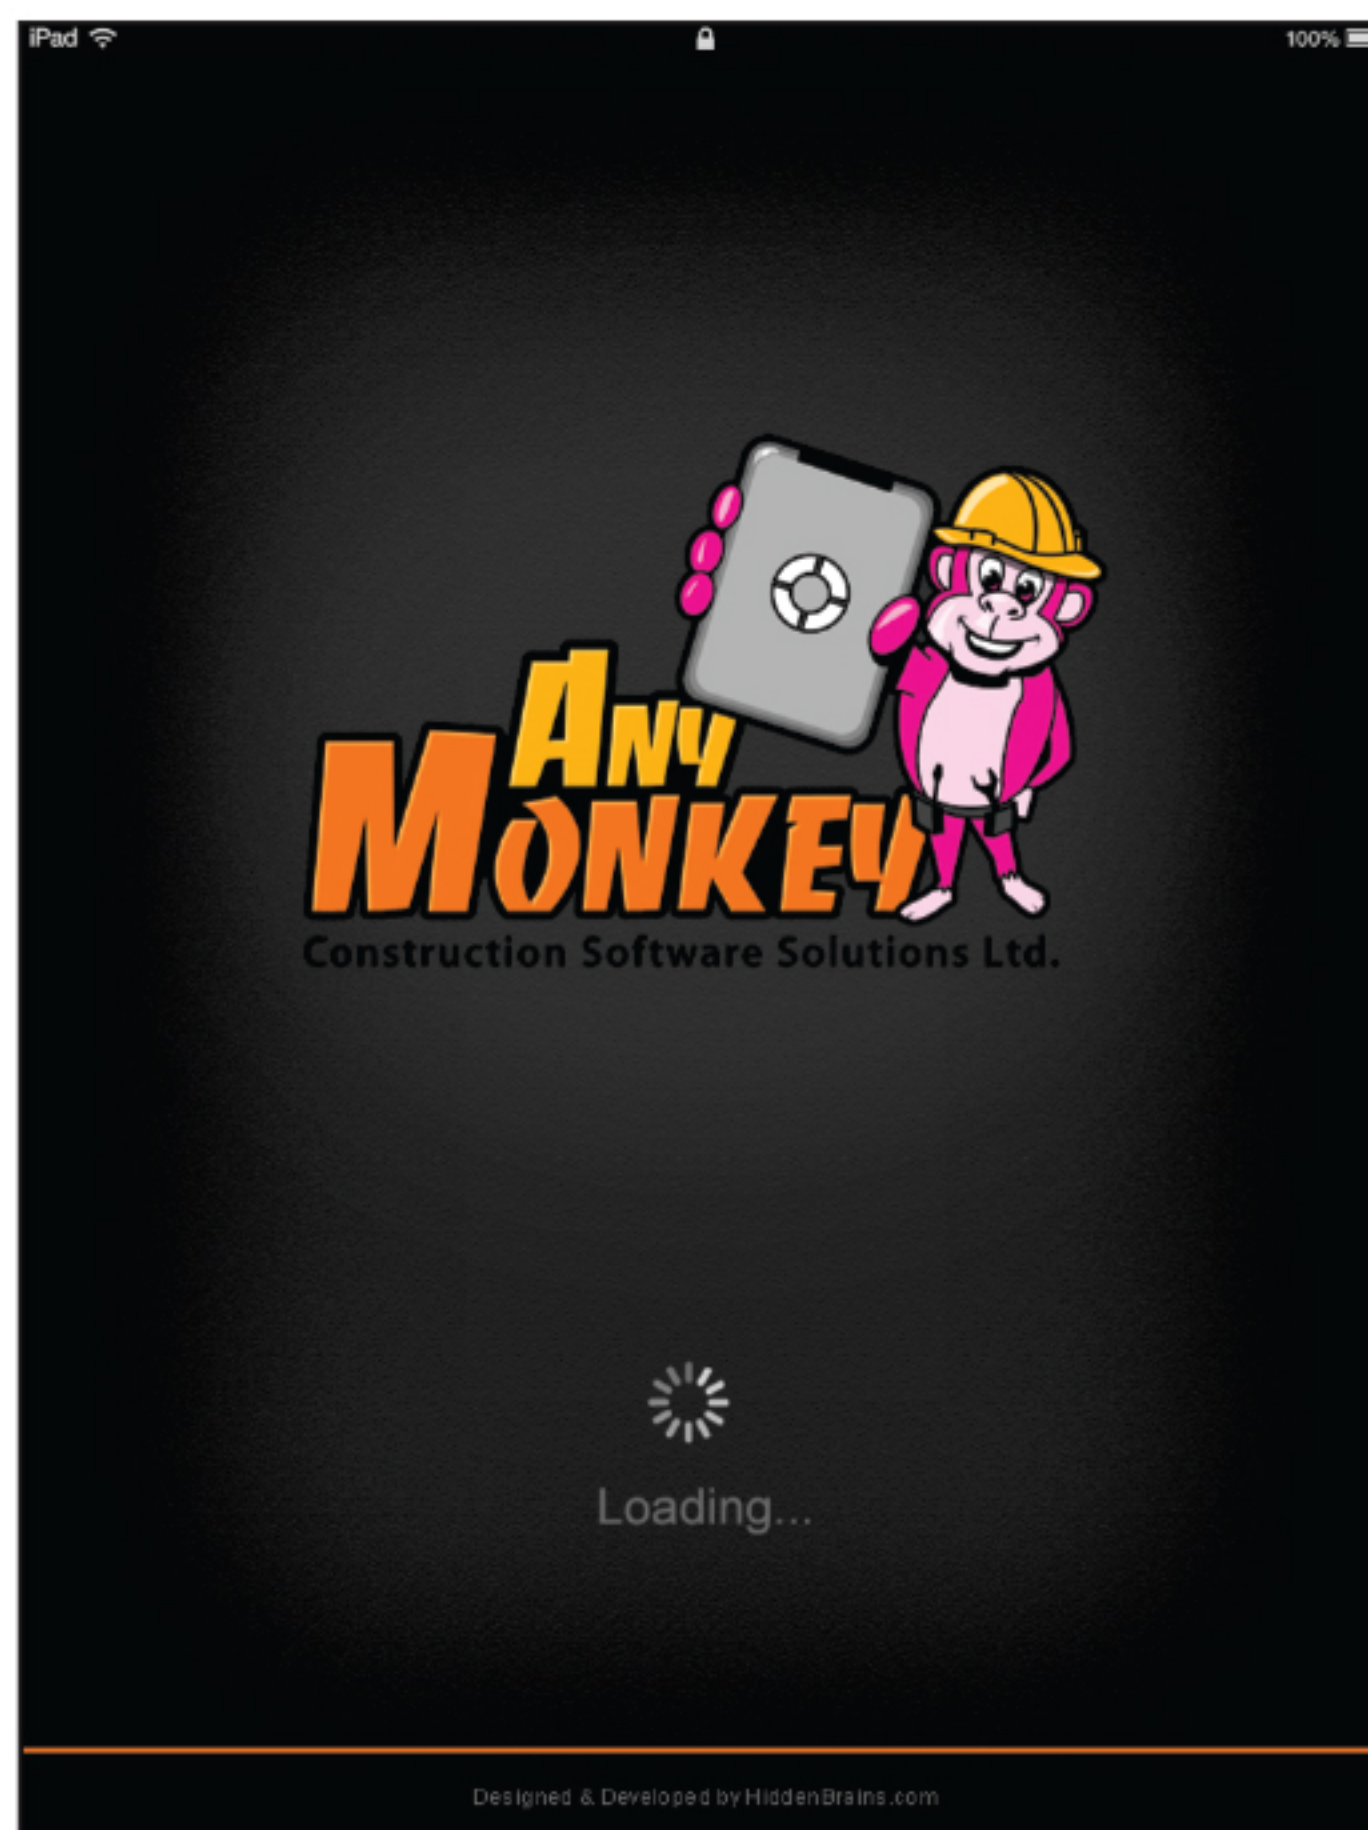 iPad
100%
Any
Monkey
Construction Software Solutions Ltd.
Loading...
Designed & Developed by HiddenBrains.com